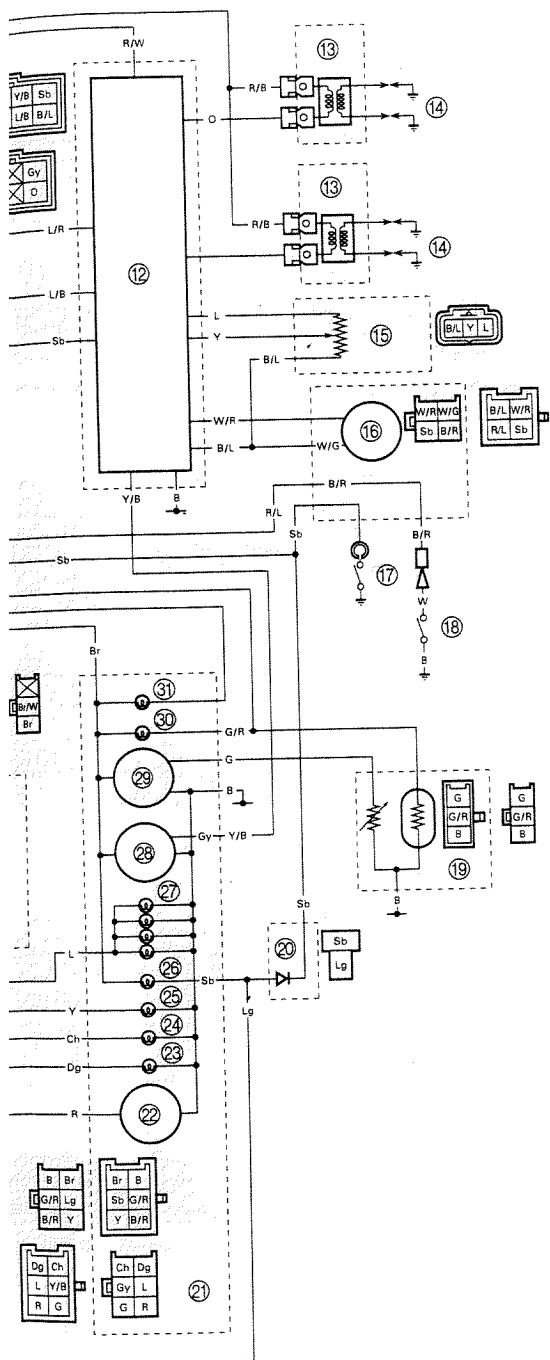 R/W
⑬
R/B
O
⑭
Y/B Sb
L/B B/L
Gy
O
⑬
R/B
⑭
L/R
⑫
L/B
Sb
L
Y
B/L
⑮
B/L Y L
W/R
B/L
W/G
⑯
W/R W/G
Sb B/R
B/L W/R
R/L Sb
Y/B
B
R/L
B/R
Sb
B/R
Sb
⑰
W
⑱
B
Br
Br/W
Br
㉛
㉚
G/R
G
㉙
B
㉘
Gy
Y/B
G
G/R
B
G
G/R
B
⑲
B
㉗
L
Sb
⑳
Sb
Lg
㉖
Sb
Lg
㉕
Y
㉔
Ch
㉓
Dg
R
㉒
B Br
G/R Lg
B/R Y
Br B
Sb G/R
Y B/R
Dg Ch
L Y/B
R G
Ch Dg
Gy L
G R
㉑